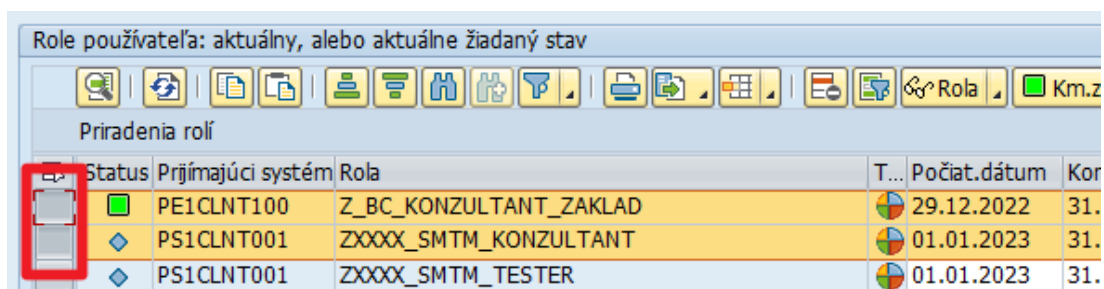 Role používateľa: aktuálny, alebo aktuálne žiadaný stav
Rola Km.z
Priradenia rolí
Status Prijímajúci systém Rola T... Počiat.dátum Kon
PE1CLNT100 Z_BC_KONZULTANT_ZAKLAD 29.12.2022 31.
PS1CLNT001 ZXXXX_SMTM_KONZULTANT 01.01.2023 31.
PS1CLNT001 ZXXXX_SMTM_TESTER 01.01.2023 31.